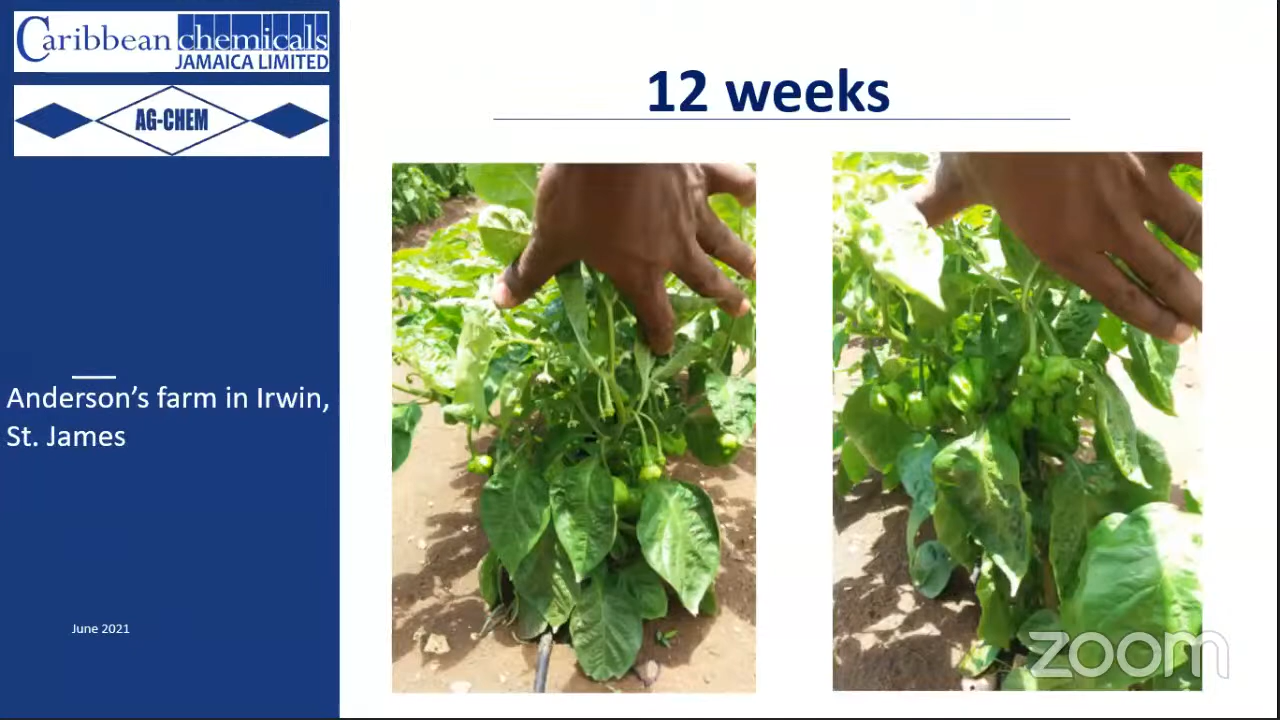 Caribbean chemicals
JAMAICA LIMITED
AG-CHEM
12 weeks
Anderson’s farm in Irwin,
St. James
June 2021
zoom